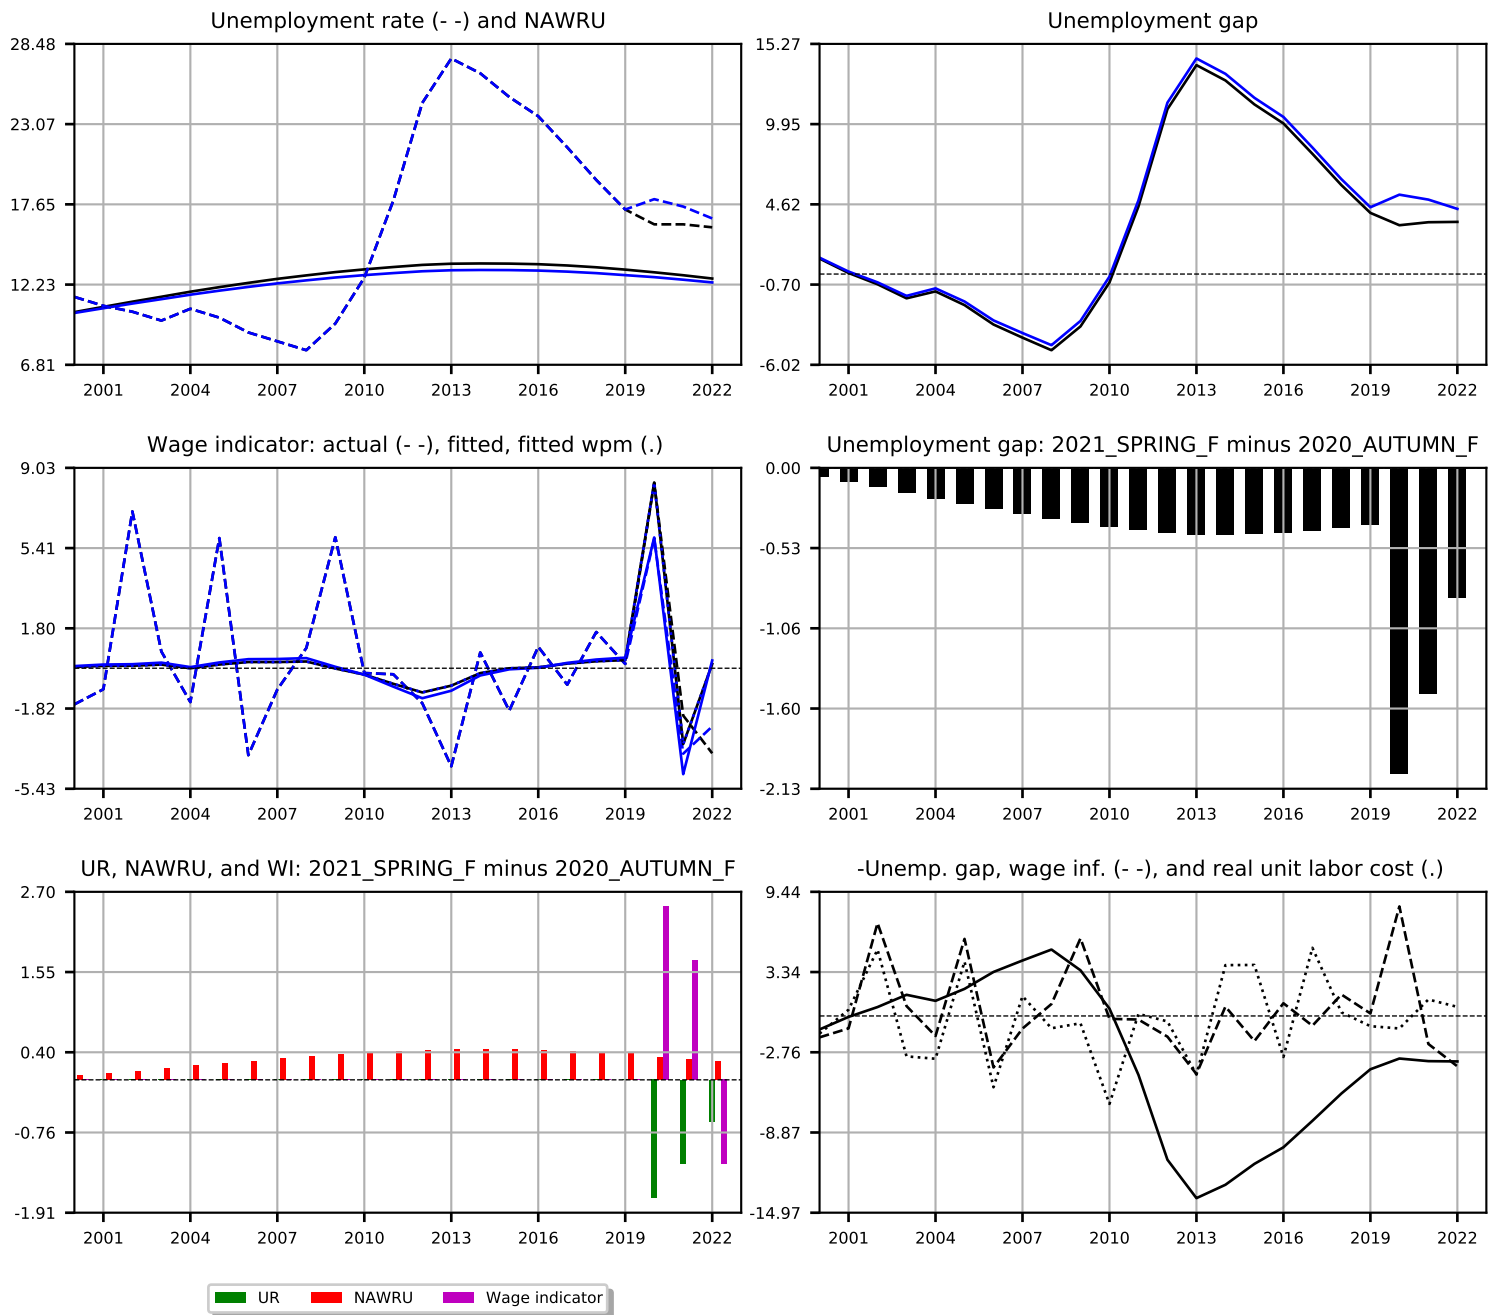 Unemployment rate (- -) and NAWRU
28.48
23.07
17.65
12.23
6.81
2001 2004 2007 2010 2013 2016 2019 2022
Unemployment gap
15.27
9.95
4.62
-0.70
-6.02
2001 2004 2007 2010 2013 2016 2019 2022
Wage indicator: actual (- -), fitted, fitted wpm (.)
9.03
5.41
1.80
-1.82
-5.43
2001 2004 2007 2010 2013 2016 2019 2022
Unemployment gap: 2021_SPRING_F minus 2020_AUTUMN_F
0.00
-0.53
-1.06
-1.60
-2.13
2001 2004 2007 2010 2013 2016 2019 2022
UR, NAWRU, and WI: 2021_SPRING_F minus 2020_AUTUMN_F
2.70
1.55
0.40
-0.76
-1.91
2001 2004 2007 2010 2013 2016 2019 2022
-Unemp. gap, wage inf. (- -), and real unit labor cost (.)
9.44
3.34
-2.76
-8.87
-14.97
2001 2004 2007 2010 2013 2016 2019 2022
UR NAWRU Wage indicator